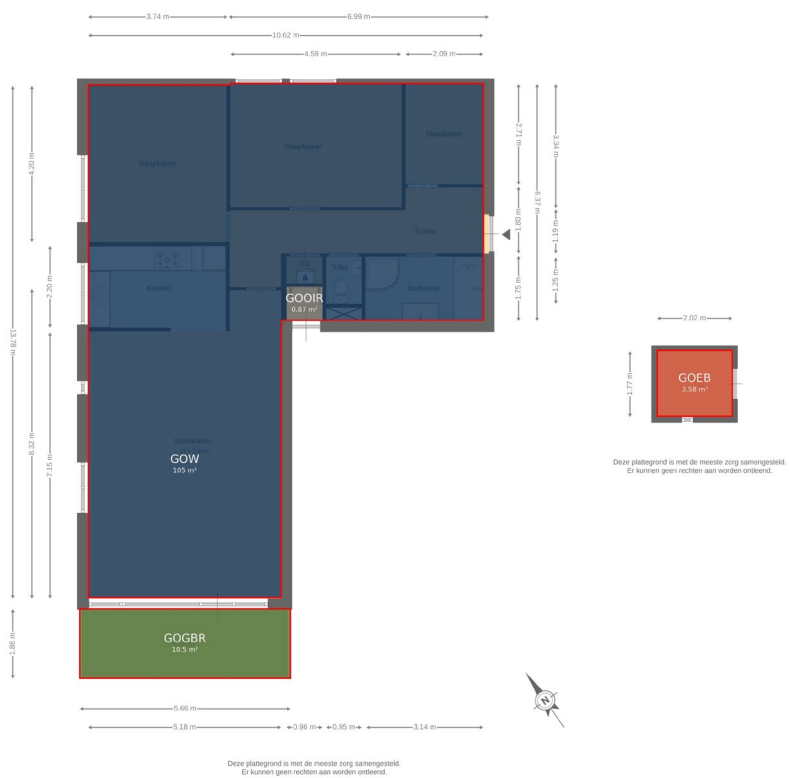 3.74 m
6.99 m
10.62 m
4.59 m
2.09 m
13.78 m
4.20 m
2.20 m
8.32 m
7.15 m
1.86 m
2.71 m
1.80 m
1.75 m
6.37 m
3.34 m
1.19 m
1.25 m
Slaapkamer
Slaapkamer
Slaapkamer
Entree
Keuken
CV
Toilet
Badkamer
GOOIR
0.67 m²
Woonkamer
GOW
105 m²
GOGBR
10.5 m²
5.66 m
5.18 m
0.96 m
0.95 m
3.14 m
2.02 m
1.77 m
GOEB
3.58 m²
Deze plattegrond is met de meeste zorg samengesteld.
Er kunnen geen rechten aan worden ontleend.
N
Deze plattegrond is met de meeste zorg samengesteld.
Er kunnen geen rechten aan worden ontleend.